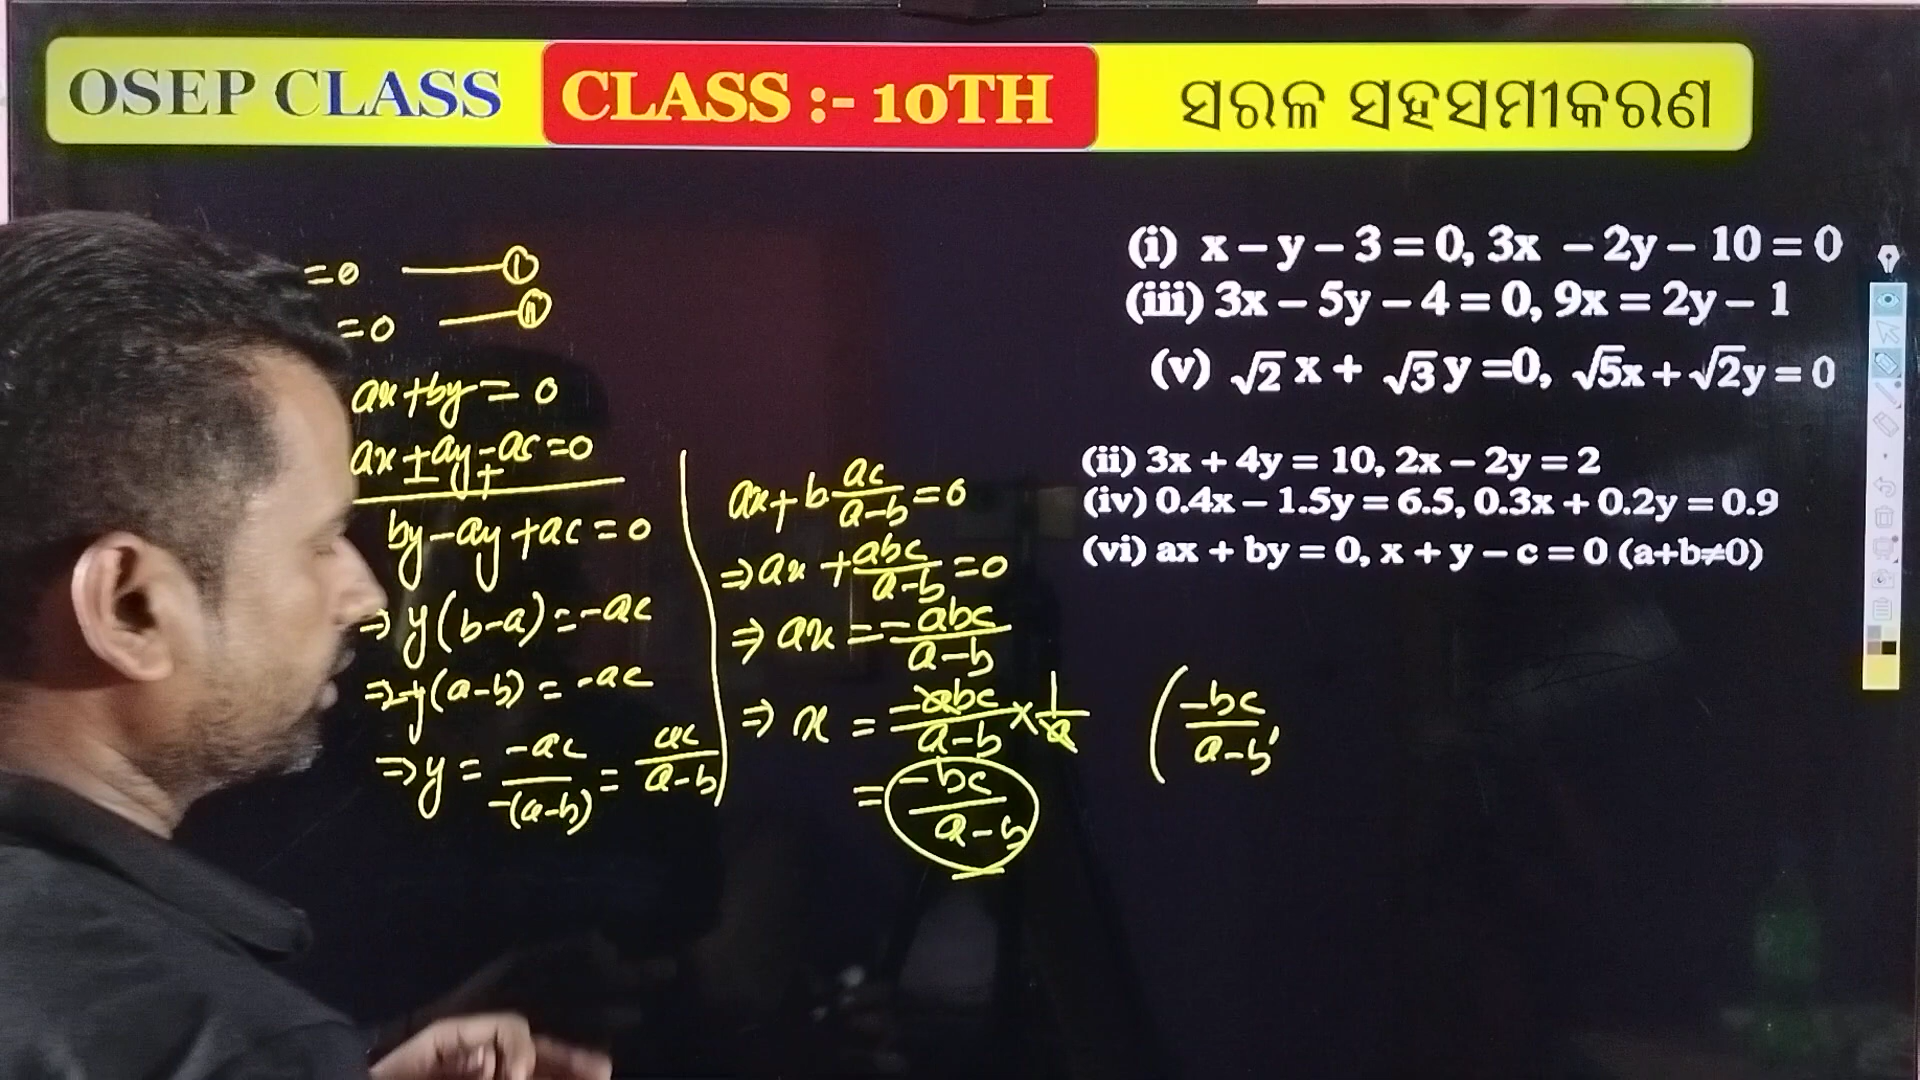 OSEP CLASS CLASS :- 10TH ସରଳ ସହସମୀକରଣ
(i) x – y – 3 = 0, 3x – 2y – 10 = 0
(iii) 3x – 5y – 4 = 0, 9x = 2y – 1
(v) √2 x + √3 y =0, √5x + √2y = 0
(ii) 3x + 4y = 10, 2x – 2y = 2
(iv) 0.4x – 1.5y = 6.5, 0.3x + 0.2y = 0.9
(vi) ax + by = 0, x + y – c = 0 (a+b≠0)
=0 — (i)
=0 — (ii)
ax+by = 0
ax ± ay - ac = 0
+
by-ay+ac = 0
⇒ y(b-a) = -ac
⇒ -y(a-b) = -ac
⇒ y = -ac/-(a-b) = ac/a-b
ax + b ac/a-b = 0
⇒ ax + abc/a-b = 0
⇒ ax = -abc/a-b
⇒ x = -abc/a-b × 1/a
= -bc/a-b
(-bc/a-b,